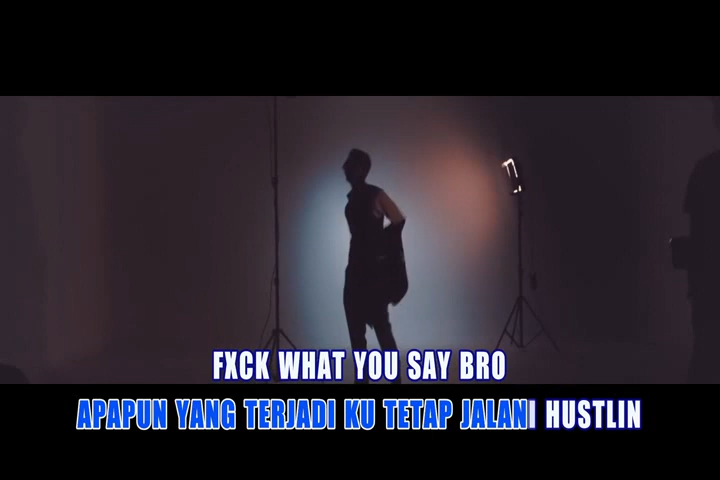 FXCK WHAT YOU SAY BRO
APAPUN YANG TERJADI KU TETAP JALANI HUSTLIN